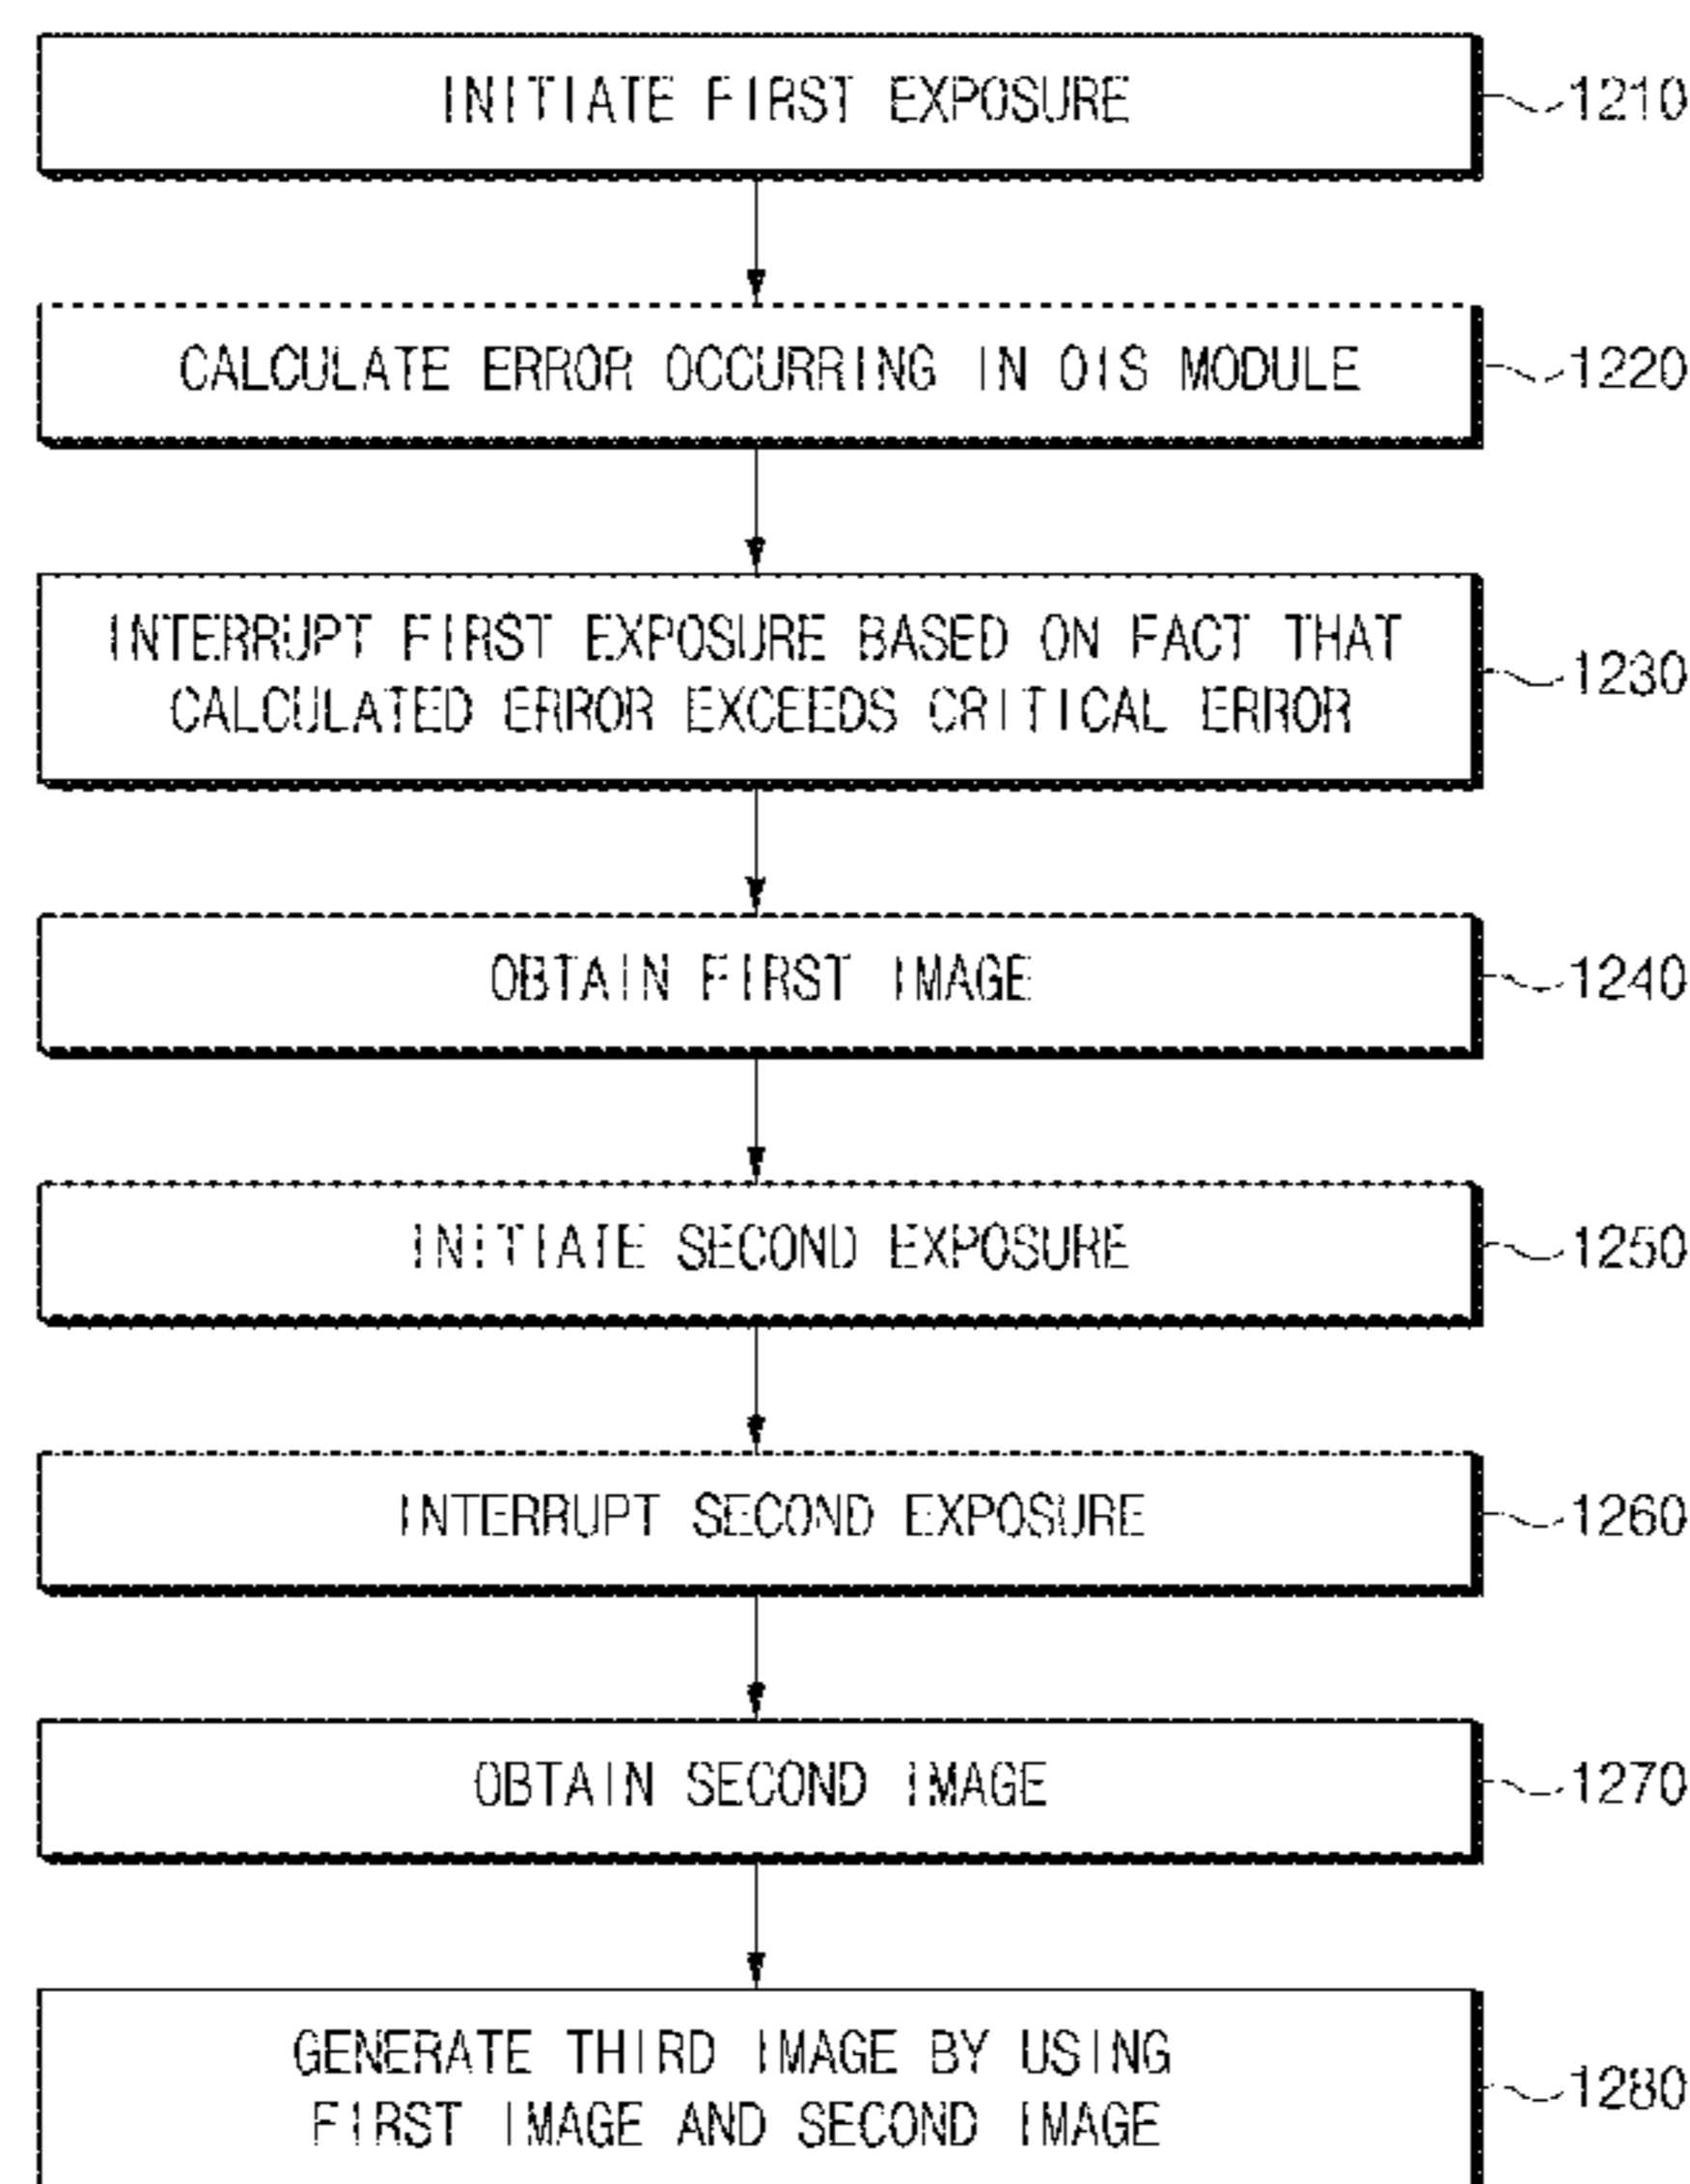 INITIATE FIRST EXPOSURE
1210
CALCULATE ERROR OCCURRING IN OIS MODULE
1220
INTERRUPT FIRST EXPOSURE BASED ON FACT THAT
CALCULATED ERROR EXCEEDS CRITICAL ERROR
1230
OBTAIN FIRST IMAGE
1240
INITIATE SECOND EXPOSURE
1250
INTERRUPT SECOND EXPOSURE
1260
OBTAIN SECOND IMAGE
1270
GENERATE THIRD IMAGE BY USING
FIRST IMAGE AND SECOND IMAGE
1280